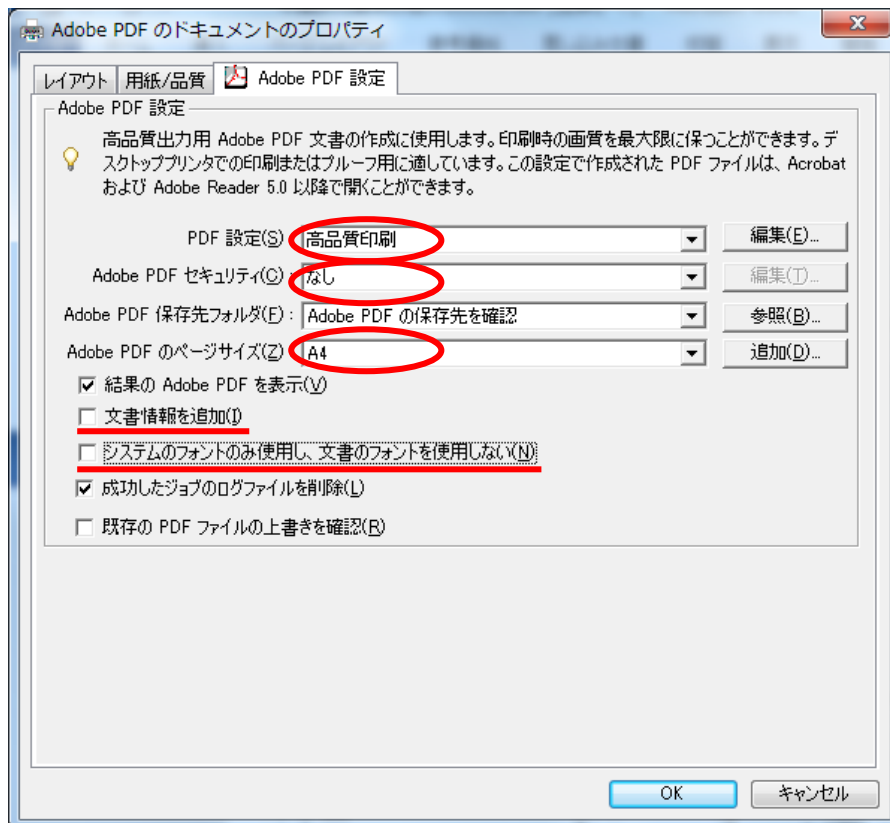 Adobe PDF のドキュメントのプロパティ
レイアウト 用紙/品質 Adobe PDF 設定
Adobe PDF 設定
高品質出力用 Adobe PDF 文書の作成に使用します。印刷時の画質を最大限に保つことができます。デ
スクトッププリンタでの印刷またはプルーフ用に適しています。この設定で作成された PDF ファイルは、Acrobat
および Adobe Reader 5.0 以降で開くことができます。
PDF 設定(S) 高品質印刷 編集(E)...
Adobe PDF セキュリティ(C) : なし 編集(T)...
Adobe PDF 保存先フォルダ(F) : Adobe PDF の保存先を確認 参照(B)...
Adobe PDF のページサイズ(Z) A4 追加(D)...
結果の Adobe PDF を表示(V)
文書情報を追加(I)
システムのフォントのみ使用し、文書のフォントを使用しない(N)
成功したジョブのログファイルを削除(L)
既存の PDF ファイルの上書きを確認(R)
OK キャンセル